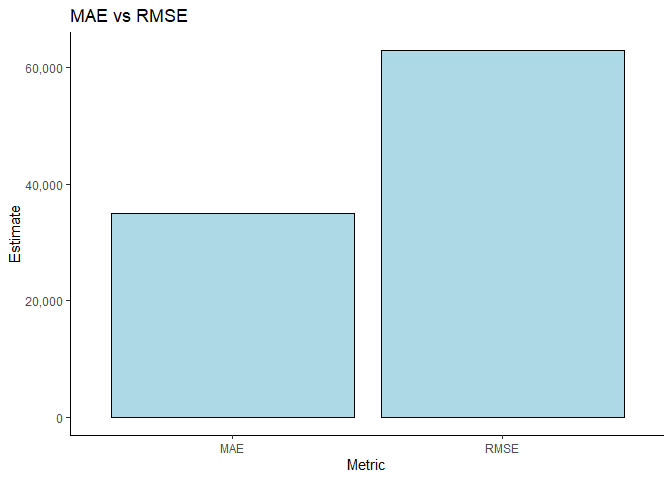 MAE vs RMSE
60,000
40,000
20,000
0
Estimate
MAE RMSE
Metric